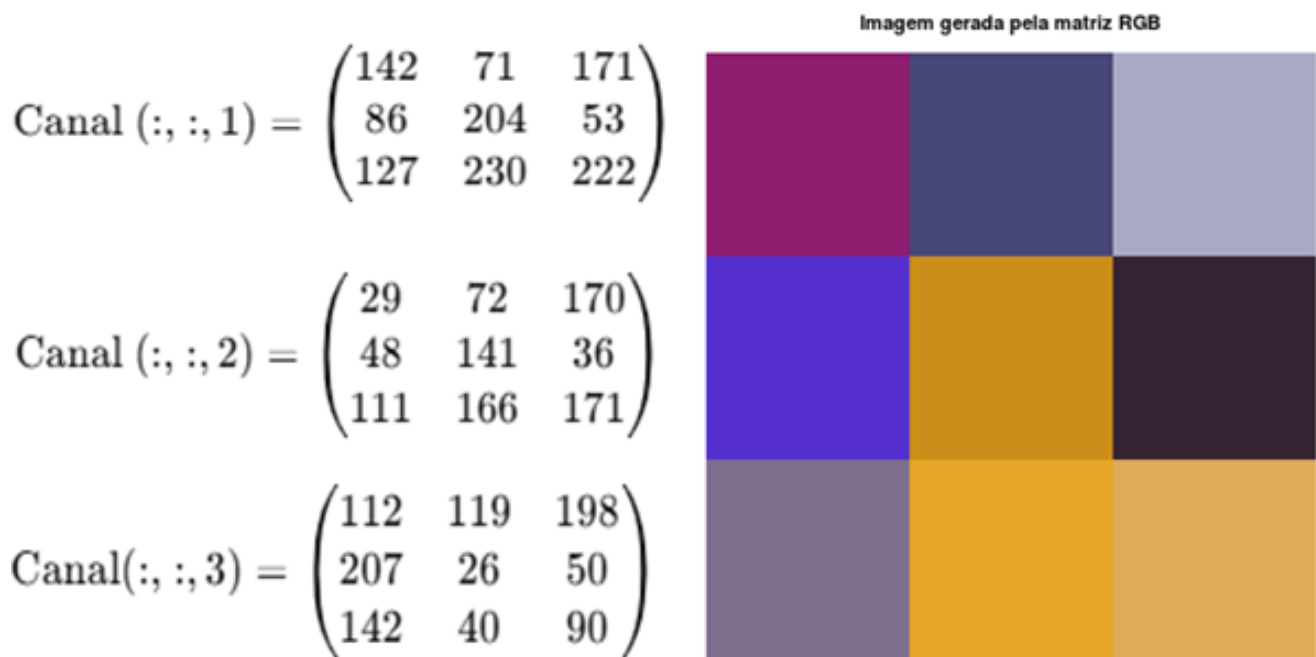 Imagem gerada pela matriz RGB
Canal (:, :, 1) =
142 71 171
86 204 53
127 230 222
Canal (:, :, 2) =
29 72 170
48 141 36
111 166 171
Canal(:, :, 3) =
112 119 198
207 26 50
142 40 90